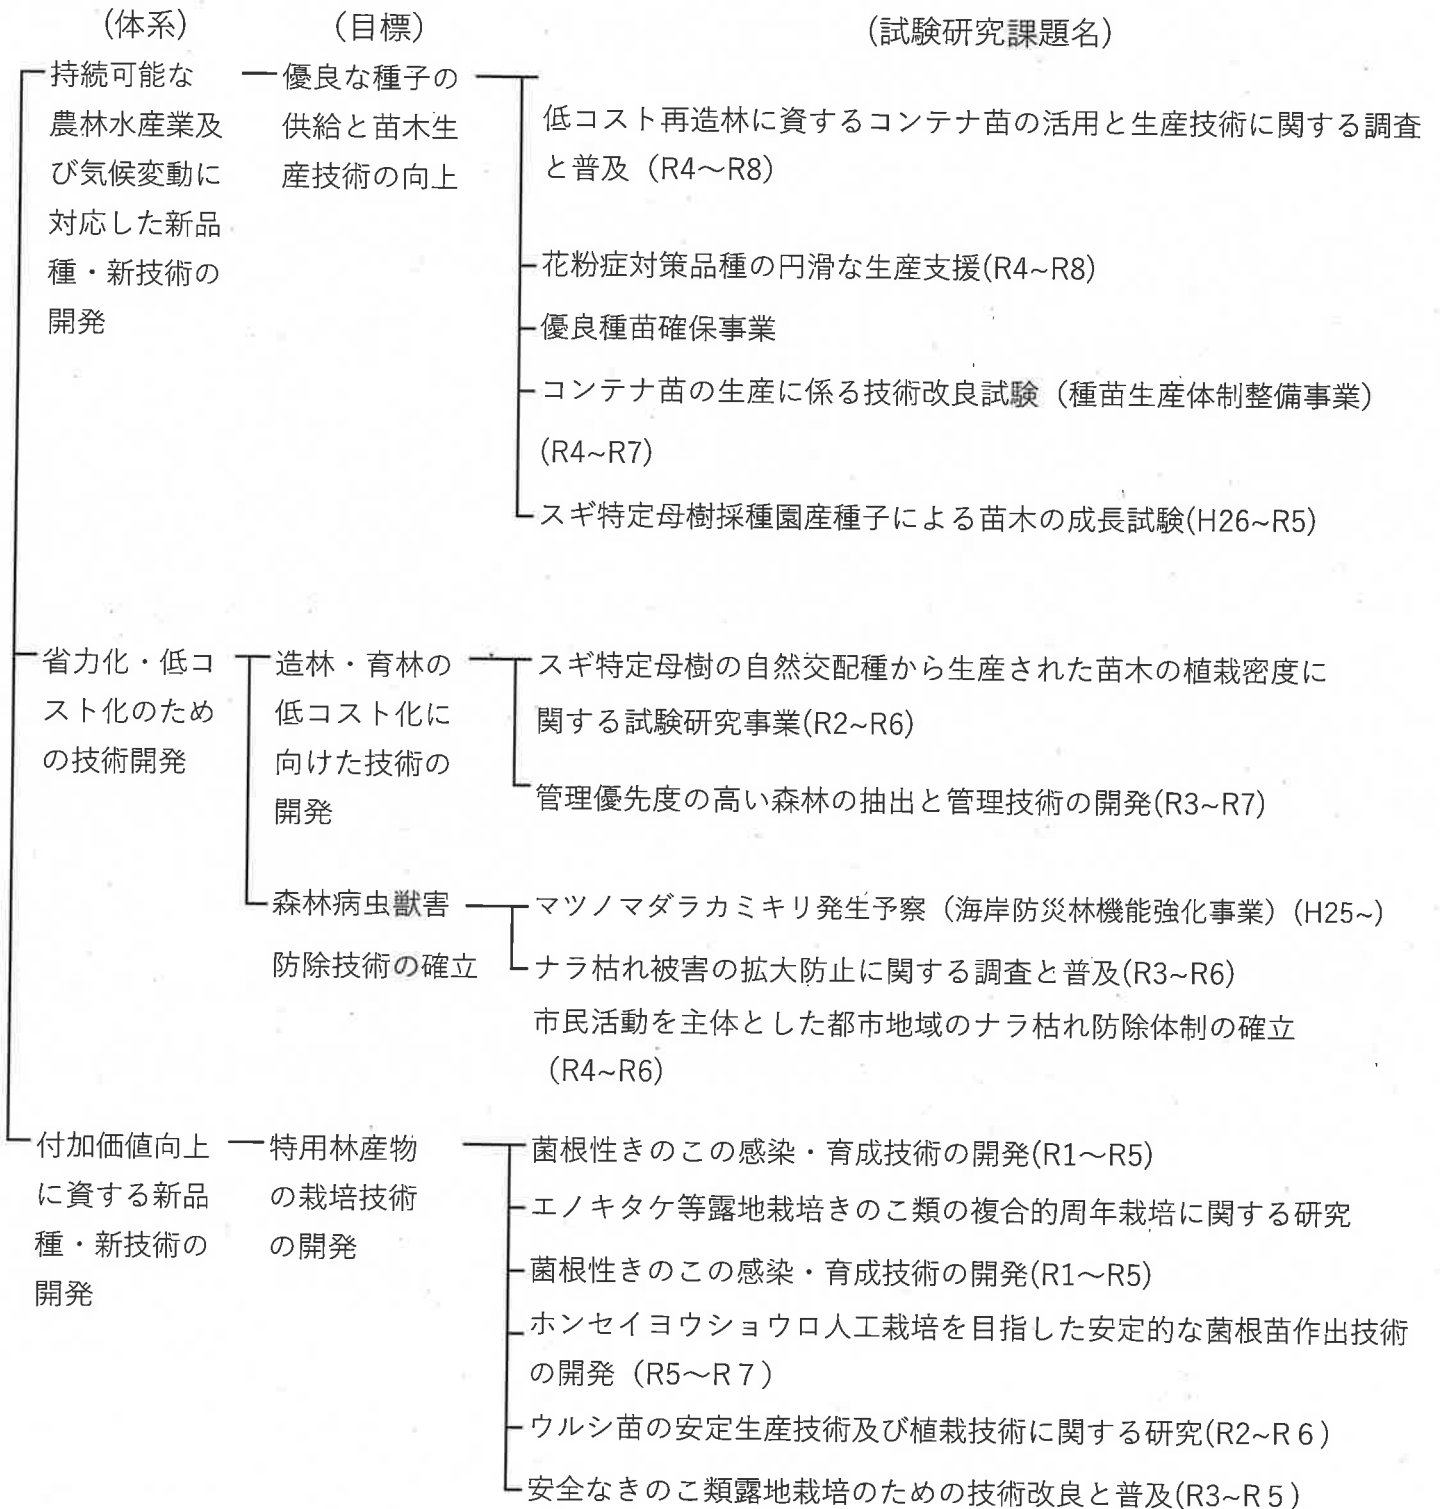 (体系)
(目標)
(試験研究課題名)
持続可能な
農林水産業及
び気候変動に
対応した新品
種・新技術の
開発
優良な種子の
供給と苗木生
産技術の向上
低コスト再造林に資するコンテナ苗の活用と生産技術に関する調査
と普及（R4～R8）
花粉症対策品種の円滑な生産支援(R4~R8)
優良種苗確保事業
コンテナ苗の生産に係る技術改良試験（種苗生産体制整備事業）
(R4~R7)
スギ特定母樹採種園産種子による苗木の成長試験(H26~R5)
省力化・低コ
スト化のため
の技術開発
造林・育林の
低コスト化に
向けた技術の
開発
スギ特定母樹の自然交配種から生産された苗木の植栽密度に
関する試験研究事業(R2~R6)
管理優先度の高い森林の抽出と管理技術の開発(R3~R7)
森林病虫獣害
防除技術の確立
マツノマダラカミキリ発生予察（海岸防災林機能強化事業）(H25~)
ナラ枯れ被害の拡大防止に関する調査と普及(R3~R6)
市民活動を主体とした都市地域のナラ枯れ防除体制の確立
（R4~R6)
付加価値向上
に資する新品
種・新技術の
開発
特用林産物
の栽培技術
の開発
菌根性きのこの感染・育成技術の開発(R1～R5)
エノキタケ等露地栽培きのこ類の複合的周年栽培に関する研究
菌根性きのこの感染・育成技術の開発(R1～R5)
ホンセイヨウショウロ人工栽培を目指した安定的な菌根苗作出技術
の開発（R5～R７）
ウルシ苗の安定生産技術及び植栽技術に関する研究(R2~R６)
安全なきのこ類露地栽培のための技術改良と普及(R3~R５)